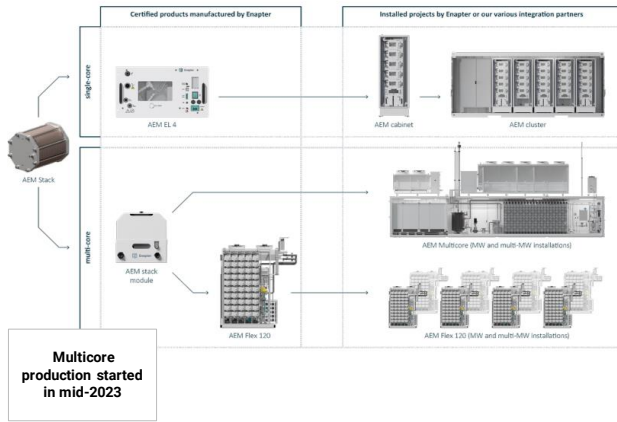 Certified products manufactured by Enapter
Installed projects by Enapter or our various integration partners
single-core
AEM EL 4
AEM cabinet
AEM cluster
AEM Stack
multi-core
AEM Multicore (MW and multi-MW installations)
Enapter
AEM stack
module
AEM Flex 120
AEM Flex 120 (MW and multi-MW installations)
Multicore
production started
in mid-2023